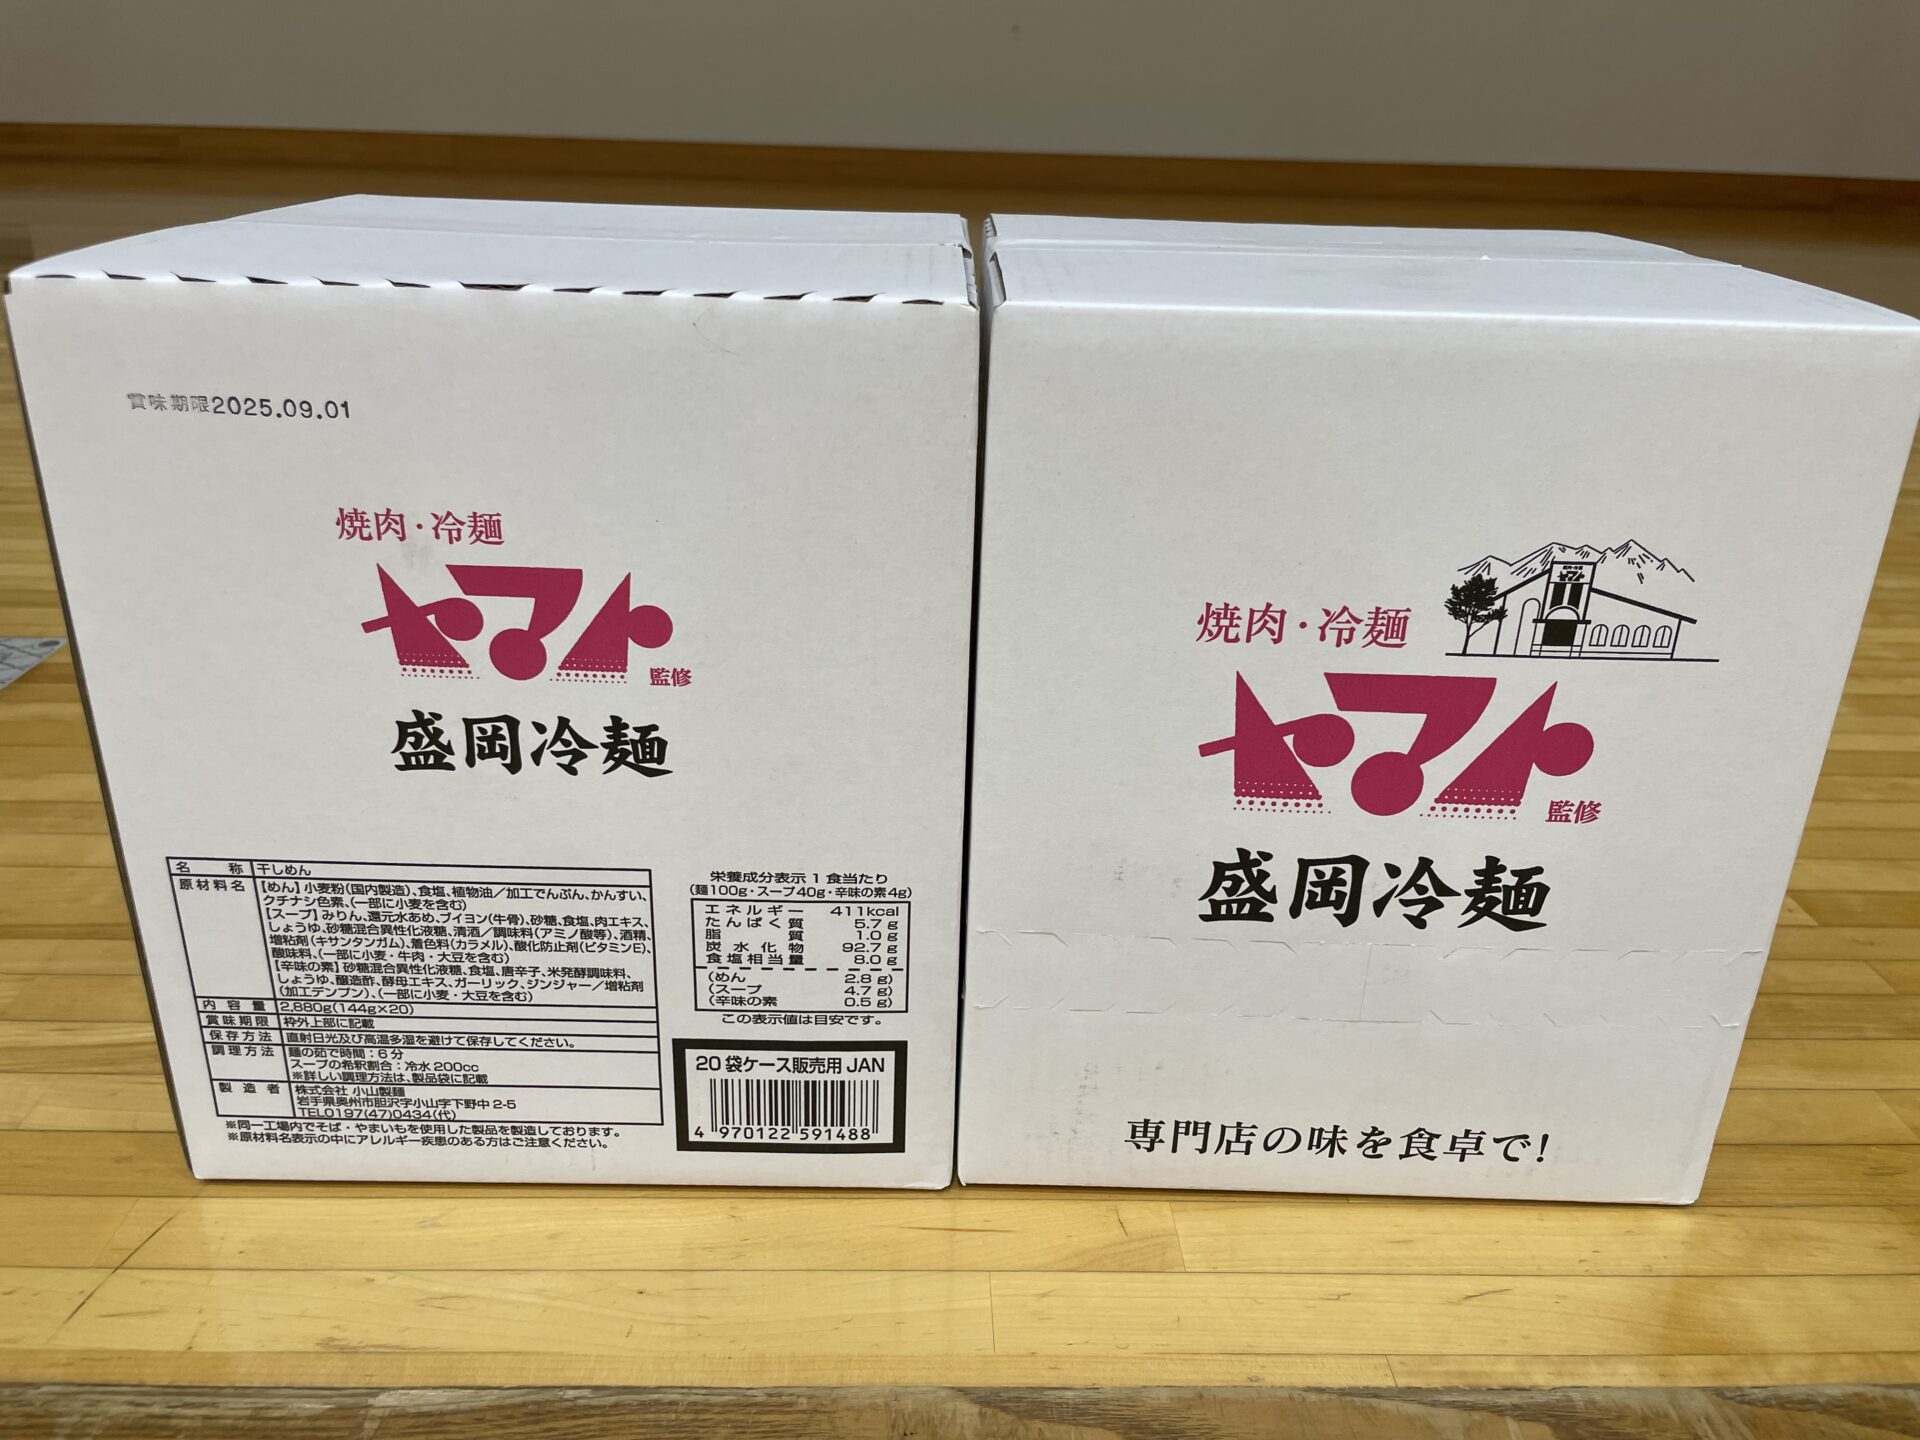 賞味期限2025.09.01
焼肉・冷麺
ヤマト
監修
盛岡冷麺
名称 干しめん
原材料名 【めん】小麦粉(国内製造)、食塩、植物油／加工でんぷん、かんすい、
クチナシ色素、(一部に小麦を含む)
【スープ】みりん、還元水あめ、ブイヨン(牛骨)、砂糖、食塩、肉エキス、
しょうゆ、砂糖混合異性化液糖、清酒／調味料(アミノ酸等)、酒精、
増粘剤(キサンタンガム)、着色料(カラメル)、酸化防止剤(ビタミンE)、
酸味料、(一部に小麦・牛肉・大豆を含む)
【辛味の素】砂糖混合異性化液糖、食塩、唐辛子、米発酵調味料、
しょうゆ、醸造酢、酵母エキス、ガーリック、ジンジャー／増粘剤
(加工デンプン)、(一部に小麦・大豆を含む)
内容量 2,880g(144g×20)
賞味期限 枠外上部に記載
保存方法 直射日光及び高温多湿を避けて保存してください。
調理方法 麺の茹で時間：6分
スープの希釈割合：冷水200cc
※詳しい調理方法は、製品袋に記載
製造者 株式会社 小山製麺
岩手県奥州市胆沢字小山字下野中2-5
TEL0197(47)0434(代)
※同一工場内でそば・やまいもを使用した製品を製造しております。
※原材料名表示の中にアレルギー疾患のある方はご注意ください。
栄養成分表示 1食当たり
(麺100g・スープ40g・辛味の素4g)
エネルギー 411kcal
たんぱく質 5.7g
脂質 1.0g
炭水化物 92.7g
食塩相当量 8.0g
(めん 2.8g)
(スープ 4.7g)
(辛味の素 0.5g)
この表示値は目安です。
20袋ケース販売用JAN
4 970122 591488
焼肉・冷麺
ヤマト
焼肉・冷麺
ヤマト
監修
盛岡冷麺
専門店の味を食卓で!